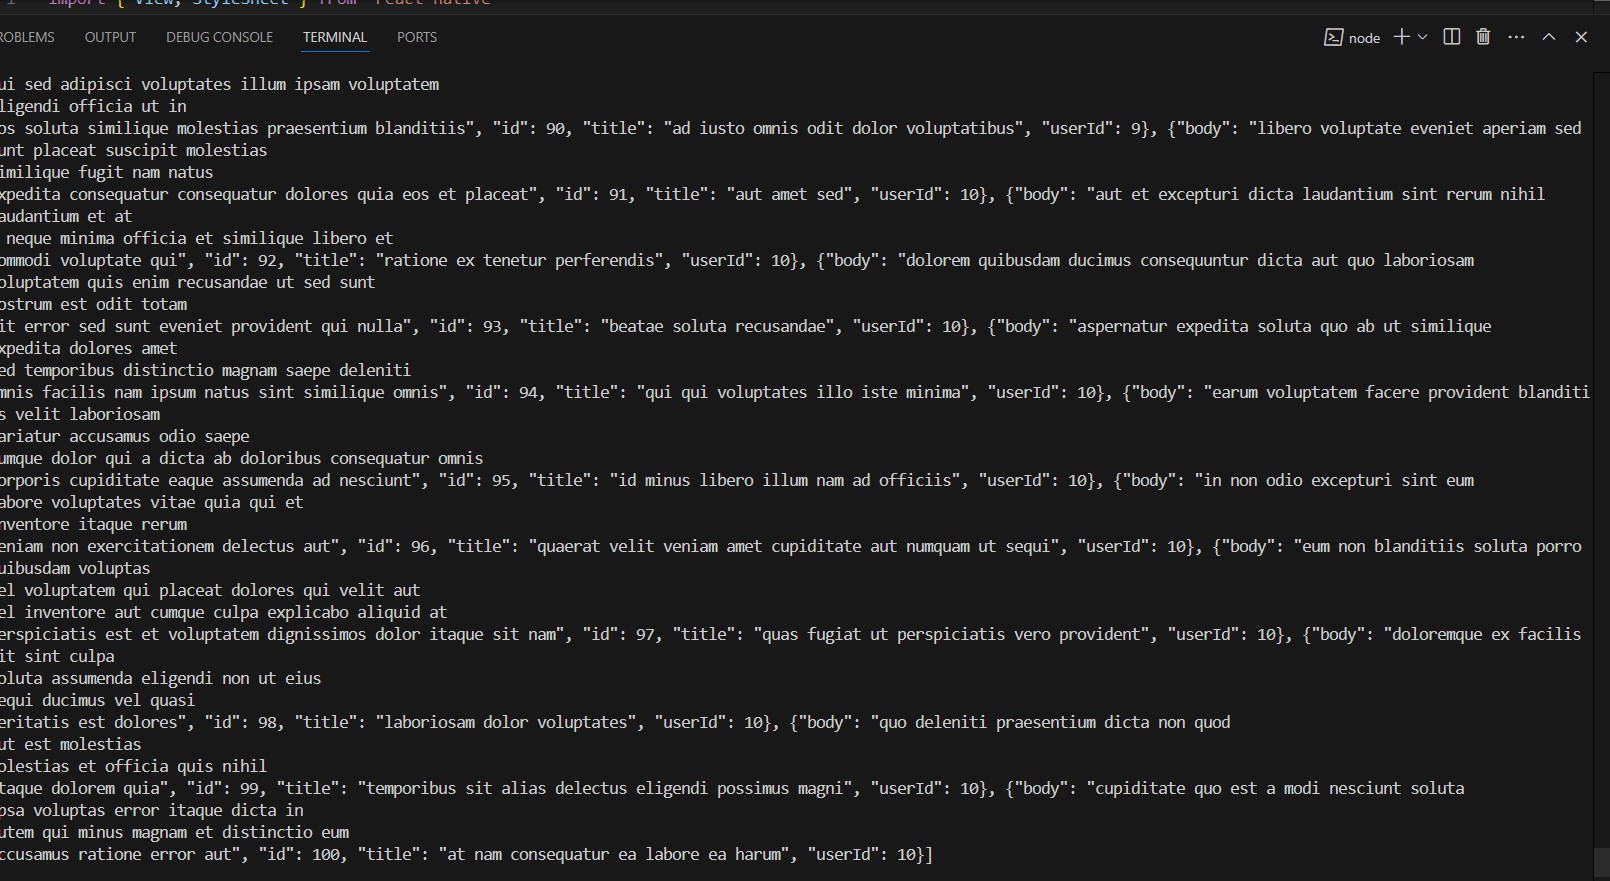 1 import { View, StyleSheet } from 'react-native'
ROBLEMS OUTPUT DEBUG CONSOLE TERMINAL PORTS node
ui sed adipisci voluptates illum ipsam voluptatem
ligendi officia ut in
os soluta similique molestias praesentium blanditiis", "id": 90, "title": "ad iusto omnis odit dolor voluptatibus", "userId": 9}, {"body": "libero voluptate eveniet aperiam sed
unt placeat suscipit molestias
imilique fugit nam natus
xpedita consequatur consequatur dolores quia eos et placeat", "id": 91, "title": "aut amet sed", "userId": 10}, {"body": "aut et excepturi dicta laudantium sint rerum nihil
audantium et at
neque minima officia et similique libero et
ommodi voluptate qui", "id": 92, "title": "ratione ex tenetur perferendis", "userId": 10}, {"body": "dolorem quibusdam ducimus consequuntur dicta aut quo laboriosam
oluptatem quis enim recusandae ut sed sunt
ostrum est odit totam
it error sed sunt eveniet provident qui nulla", "id": 93, "title": "beatae soluta recusandae", "userId": 10}, {"body": "aspernatur expedita soluta quo ab ut similique
xpedita dolores amet
ed temporibus distinctio magnam saepe deleniti
mnis facilis nam ipsum natus sint similique omnis", "id": 94, "title": "qui qui voluptates illo iste minima", "userId": 10}, {"body": "earum voluptatem facere provident blanditi
s velit laboriosam
ariatur accusamus odio saepe
umque dolor qui a dicta ab doloribus consequatur omnis
orporis cupiditate eaque assumenda ad nesciunt", "id": 95, "title": "id minus libero illum nam ad officiis", "userId": 10}, {"body": "in non odio excepturi sint eum
abore voluptates vitae quia qui et
nventore itaque rerum
eniam non exercitationem delectus aut", "id": 96, "title": "quaerat velit veniam amet cupiditate aut numquam ut sequi", "userId": 10}, {"body": "eum non blanditiis soluta porro
uibusdam voluptas
el voluptatem qui placeat dolores qui velit aut
el inventore aut cumque culpa explicabo aliquid at
erspiciatis est et voluptatem dignissimos dolor itaque sit nam", "id": 97, "title": "quas fugiat ut perspiciatis vero provident", "userId": 10}, {"body": "doloremque ex facilis
it sint culpa
oluta assumenda eligendi non ut eius
equi ducimus vel quasi
eritatis est dolores", "id": 98, "title": "laboriosam dolor voluptates", "userId": 10}, {"body": "quo deleniti praesentium dicta non quod
ut est molestias
olestias et officia quis nihil
taque dolorem quia", "id": 99, "title": "temporibus sit alias delectus eligendi possimus magni", "userId": 10}, {"body": "cupiditate quo est a modi nesciunt soluta
psa voluptas error itaque dicta in
utem qui minus magnam et distinctio eum
ccusamus ratione error aut", "id": 100, "title": "at nam consequatur ea labore ea harum", "userId": 10}]